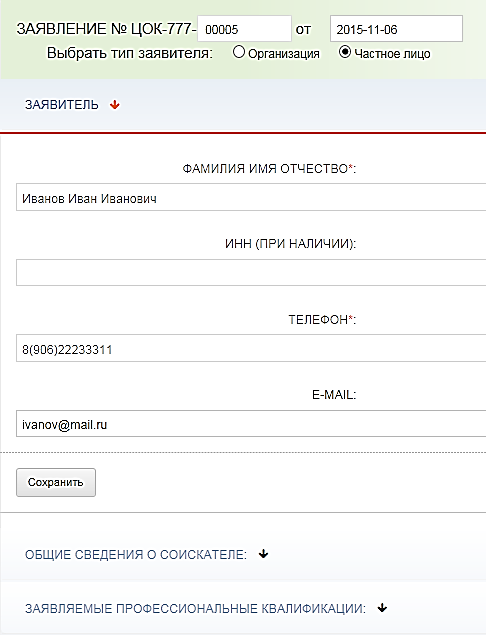 ЗАЯВЛЕНИЕ № ЦОК-777- 00005 от 2015-11-06
Выбрать тип заявителя: Организация Частное лицо
ЗАЯВИТЕЛЬ
ФАМИЛИЯ ИМЯ ОТЧЕСТВО*:
Иванов Иван Иванович
ИНН (ПРИ НАЛИЧИИ):
ТЕЛЕФОН*:
8(906)22233311
E-MAIL:
ivanov@mail.ru
Сохранить
ОБЩИЕ СВЕДЕНИЯ О СОИСКАТЕЛЕ:
ЗАЯВЛЯЕМЫЕ ПРОФЕССИОНАЛЬНЫЕ КВАЛИФИКАЦИИ: